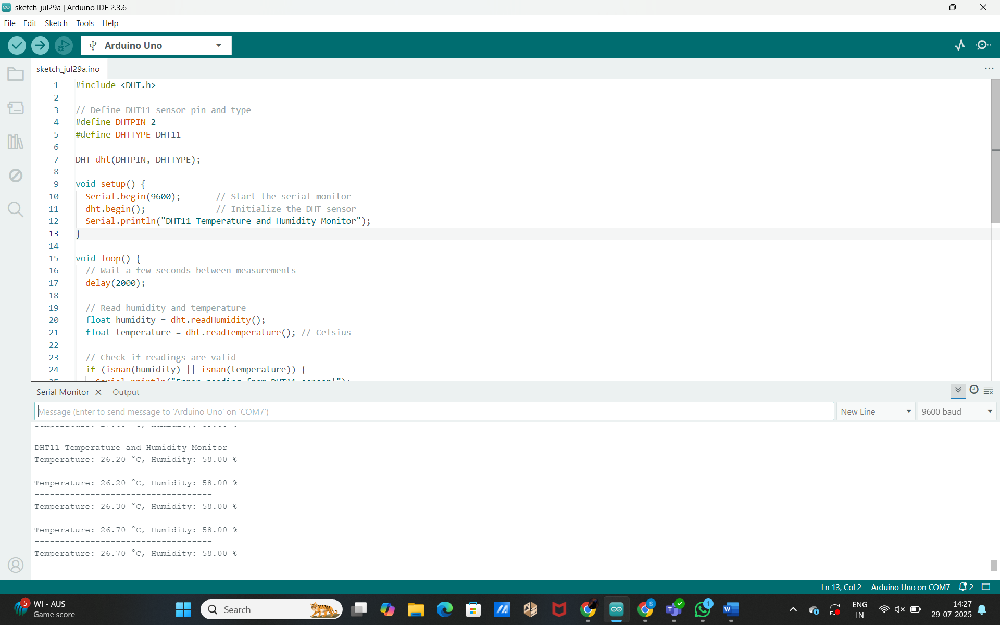 sketch_jul29a | Arduino IDE 2.3.6
File Edit Sketch Tools Help
Arduino Uno
sketch_jul29a.ino
1 #include <DHT.h>
2
3 // Define DHT11 sensor pin and type
4 #define DHTPIN 2
5 #define DHTTYPE DHT11
6
7 DHT dht(DHTPIN, DHTTYPE);
8
9 void setup() {
10 Serial.begin(9600); // Start the serial monitor
11 dht.begin(); // Initialize the DHT sensor
12 Serial.println("DHT11 Temperature and Humidity Monitor");
13 }
14
15 void loop() {
16 // Wait a few seconds between measurements
17 delay(2000);
18
19 // Read humidity and temperature
20 float humidity = dht.readHumidity();
21 float temperature = dht.readTemperature(); // Celsius
22
23 // Check if readings are valid
24 if (isnan(humidity) || isnan(temperature)) {
25 Serial.println("Error reading from DHT11 sensor!");
Serial Monitor Output
Message (Enter to send message to 'Arduino Uno' on 'COM7')
New Line
9600 baud
-----------------------------------
DHT11 Temperature and Humidity Monitor
Temperature: 26.20 °C, Humidity: 58.00 %
-----------------------------------
Temperature: 26.20 °C, Humidity: 58.00 %
-----------------------------------
Temperature: 26.30 °C, Humidity: 58.00 %
-----------------------------------
Temperature: 26.70 °C, Humidity: 58.00 %
-----------------------------------
Temperature: 26.70 °C, Humidity: 58.00 %
-----------------------------------
Ln 13, Col 2 Arduino Uno on COM7 2
5
WI - AUS
Game score
Search
S
1
ENG
IN
14:27
29-07-2025